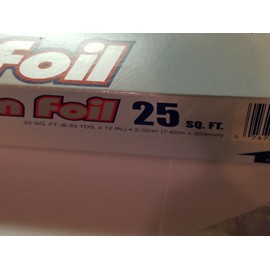 Foil
n Foil 25 SQ. FT.
25 SQ. FT. (8.33 YDS. x 12 IN.) • 2.32m² (7.62m x 304mm)